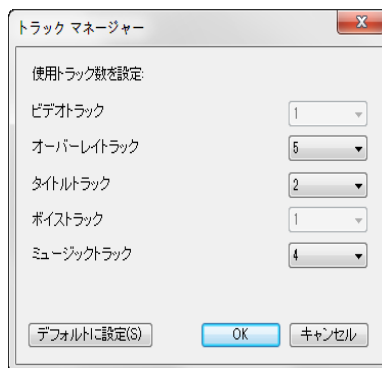 トラック マネージャー
使用トラック数を設定:
ビデオトラック 1
オーバーレイトラック 5
タイトルトラック 2
ボイストラック 1
ミュージックトラック 4
デフォルトに設定(S) OK キャンセル